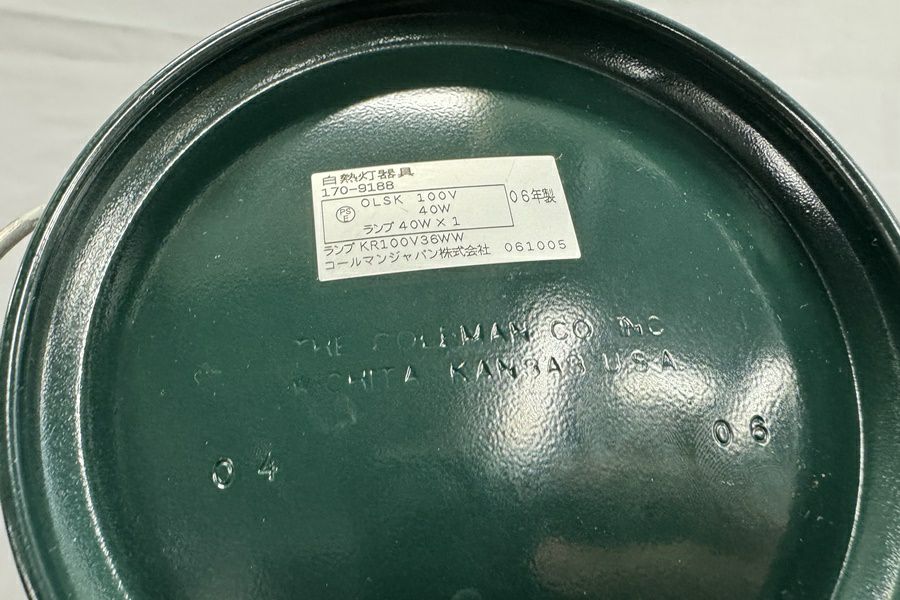 白熱灯器具
170-9188
PS E OLSK 100V 06年製
40W
ランプ 40W×1
ランプ KR100V36WW
コールマンジャパン株式会社 061005
THE COLEMAN CO INC
WICHITA KANSAS USA
04 06